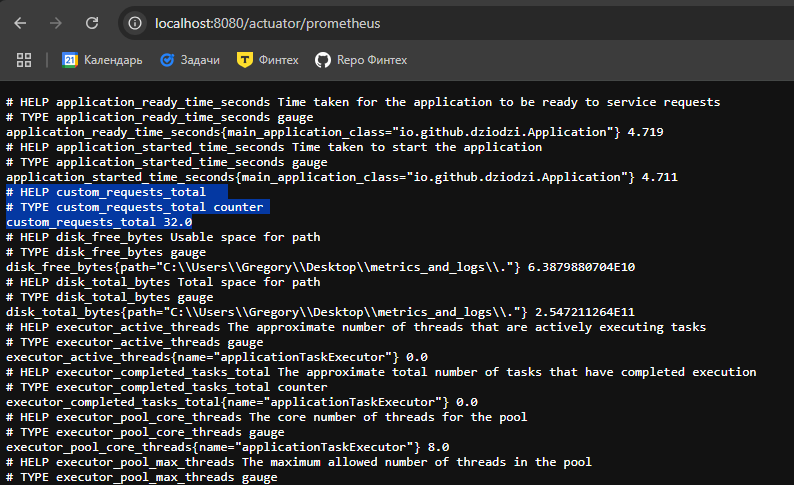 localhost:8080/actuator/prometheus
21 Календарь Задачи Финтех Repo Финтех
# HELP application_ready_time_seconds Time taken for the application to be ready to service requests
# TYPE application_ready_time_seconds gauge
application_ready_time_seconds{main_application_class="io.github.dziodzi.Application"} 4.719
# HELP application_started_time_seconds Time taken to start the application
# TYPE application_started_time_seconds gauge
application_started_time_seconds{main_application_class="io.github.dziodzi.Application"} 4.711
# HELP custom_requests_total
# TYPE custom_requests_total counter
custom_requests_total 32.0
# HELP disk_free_bytes Usable space for path
# TYPE disk_free_bytes gauge
disk_free_bytes{path="C:\\Users\\Gregory\\Desktop\\metrics_and_logs\\."} 6.3879880704E10
# HELP disk_total_bytes Total space for path
# TYPE disk_total_bytes gauge
disk_total_bytes{path="C:\\Users\\Gregory\\Desktop\\metrics_and_logs\\."} 2.547211264E11
# HELP executor_active_threads The approximate number of threads that are actively executing tasks
# TYPE executor_active_threads gauge
executor_active_threads{name="applicationTaskExecutor"} 0.0
# HELP executor_completed_tasks_total The approximate total number of tasks that have completed execution
# TYPE executor_completed_tasks_total counter
executor_completed_tasks_total{name="applicationTaskExecutor"} 0.0
# HELP executor_pool_core_threads The core number of threads for the pool
# TYPE executor_pool_core_threads gauge
executor_pool_core_threads{name="applicationTaskExecutor"} 8.0
# HELP executor_pool_max_threads The maximum allowed number of threads in the pool
# TYPE executor_pool_max_threads gauge